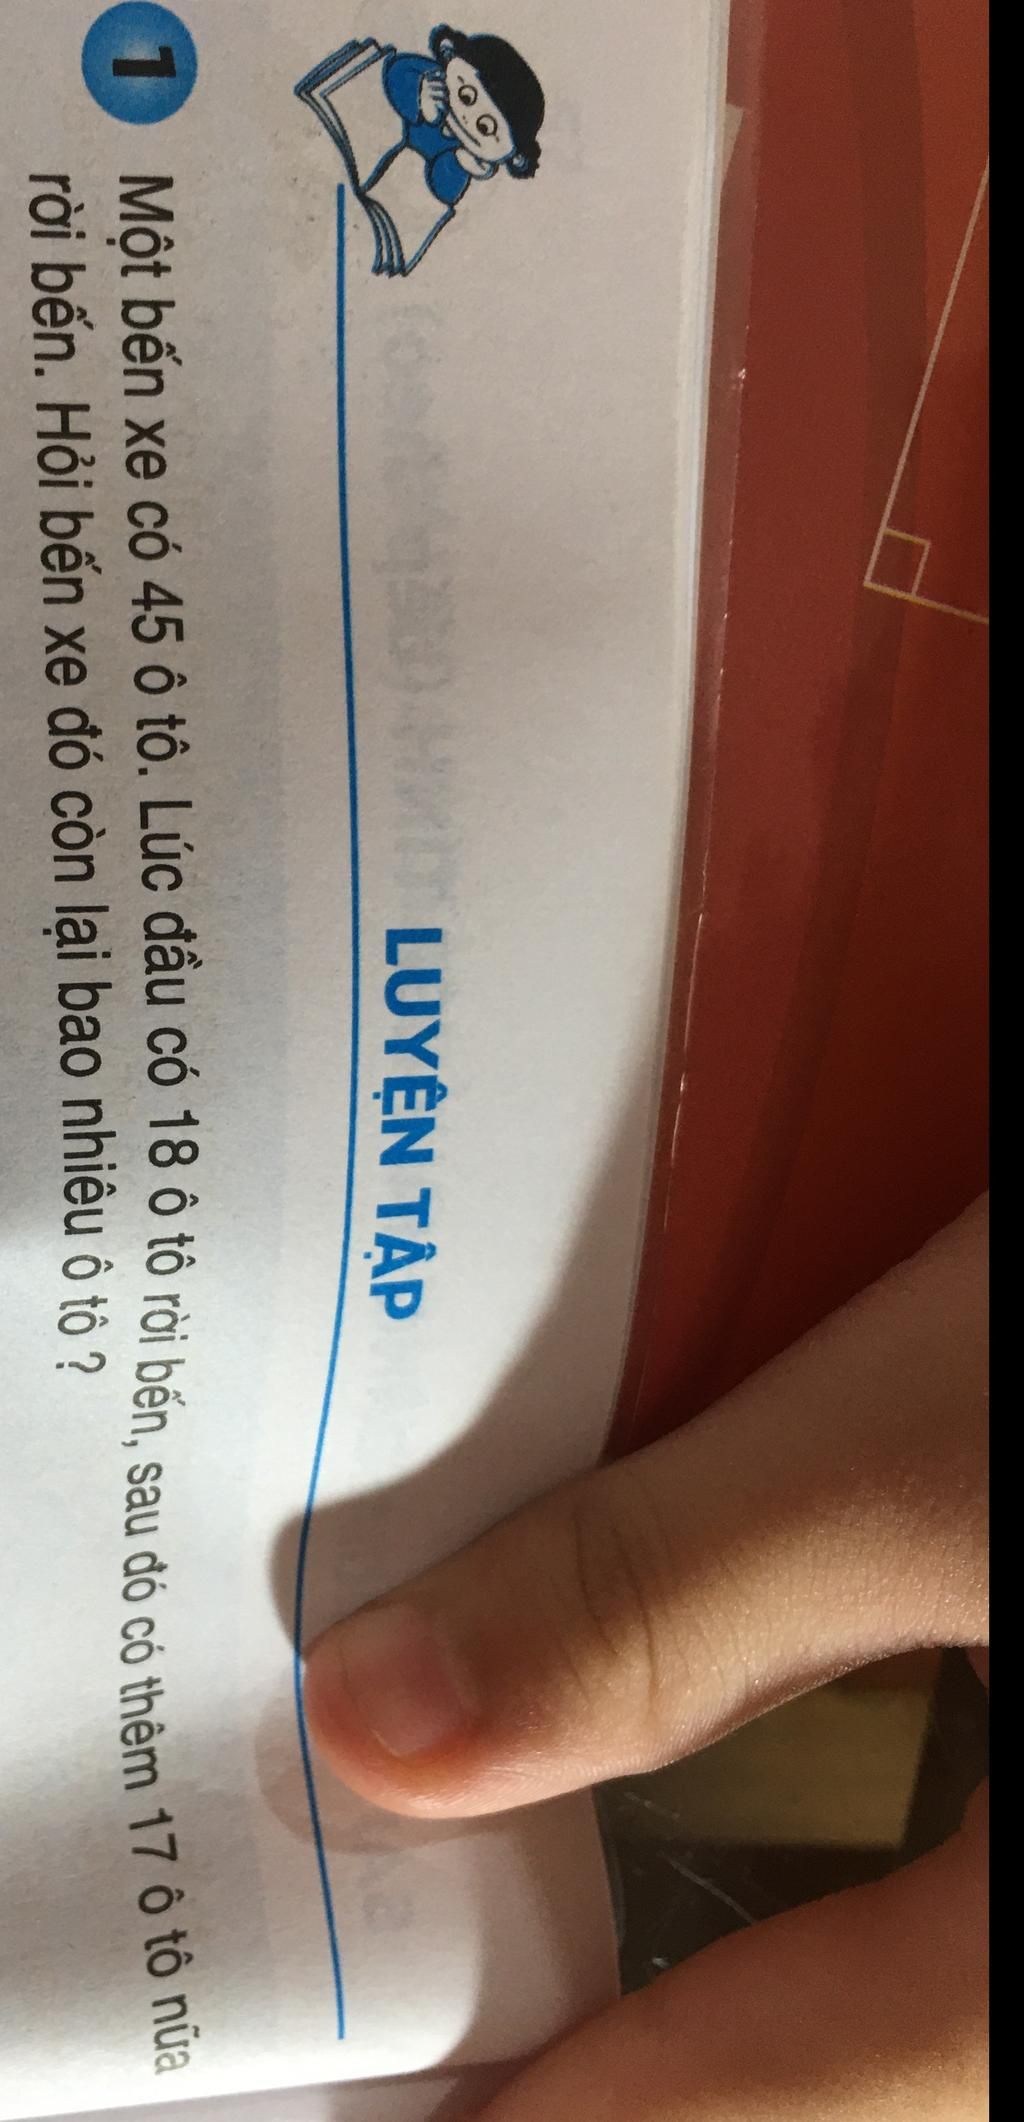 LUYỆN TẬP
1 Một bến xe có 45 ô tô. Lúc đầu có 18 ô tô rời bến, sau đó có thêm 17 ô tô nữa
rời bến. Hỏi bến xe đó còn lại bao nhiêu ô tô ?